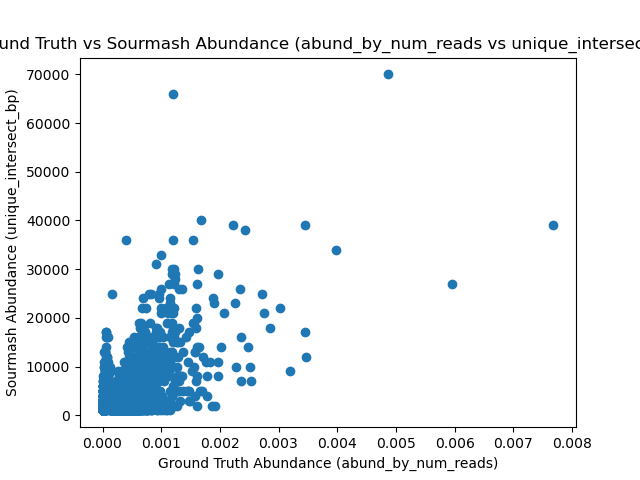 und Truth vs Sourmash Abundance (abund_by_num_reads vs unique_intersec
70000
60000
50000
40000
30000
20000
10000
0
Sourmash Abundance (unique_intersect_bp)
0.000 0.001 0.002 0.003 0.004 0.005 0.006 0.007 0.008
Ground Truth Abundance (abund_by_num_reads)